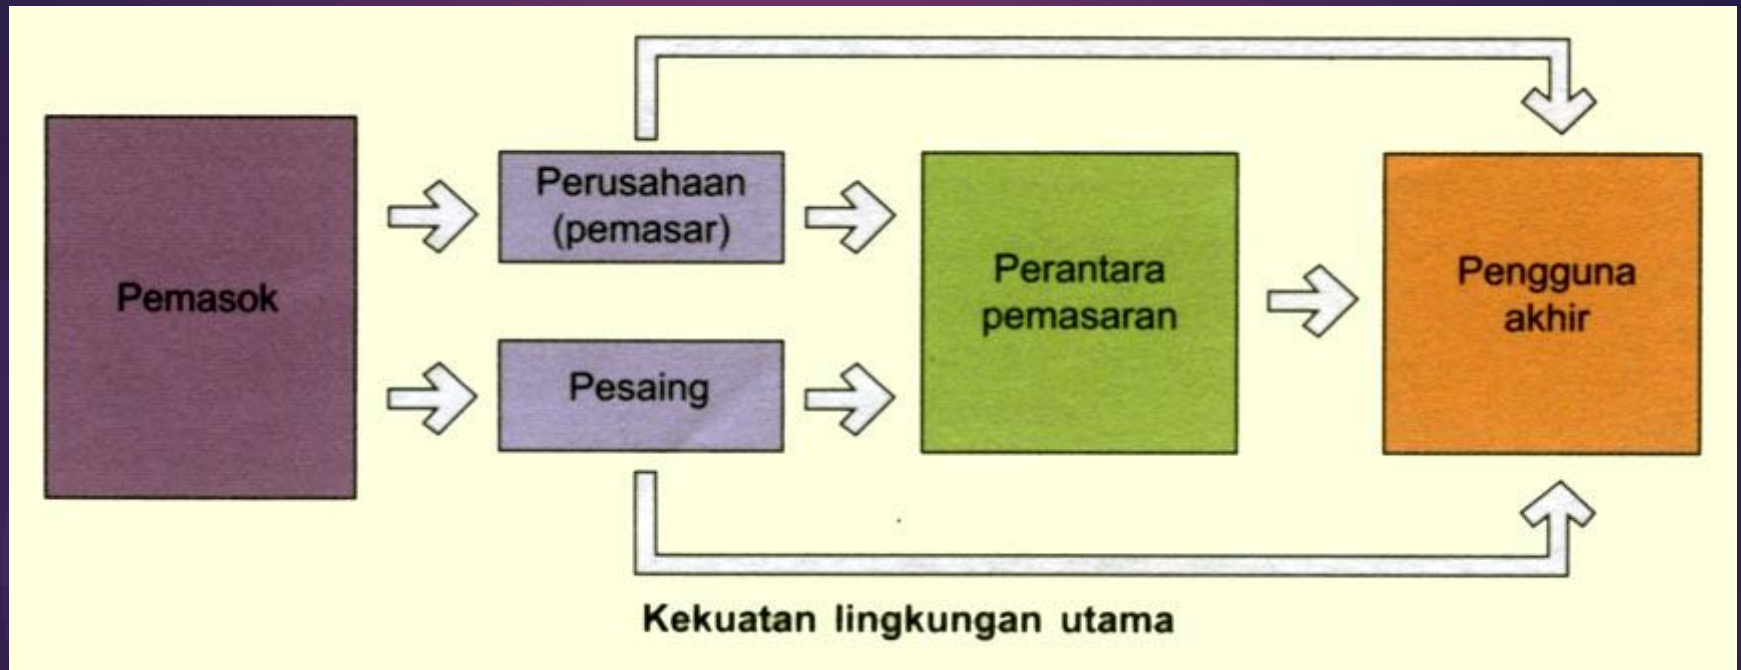 Pemasok
Perusahaan
(pemasar)
Pesaing
Perantara
pemasaran
Pengguna
akhir
Kekuatan lingkungan utama